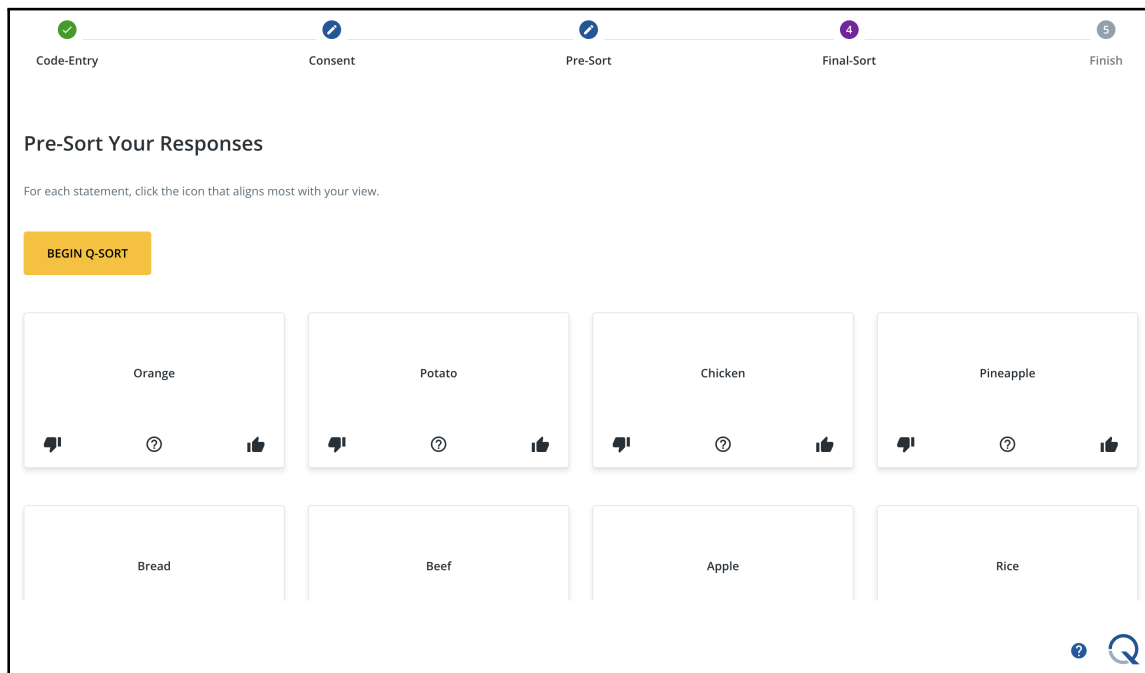 4
5
Code-Entry
Consent
Pre-Sort
Final-Sort
Finish
Pre-Sort Your Responses
For each statement, click the icon that aligns most with your view.
BEGIN Q-SORT
Orange
Potato
Chicken
Pineapple
Bread
Beef
Apple
Rice